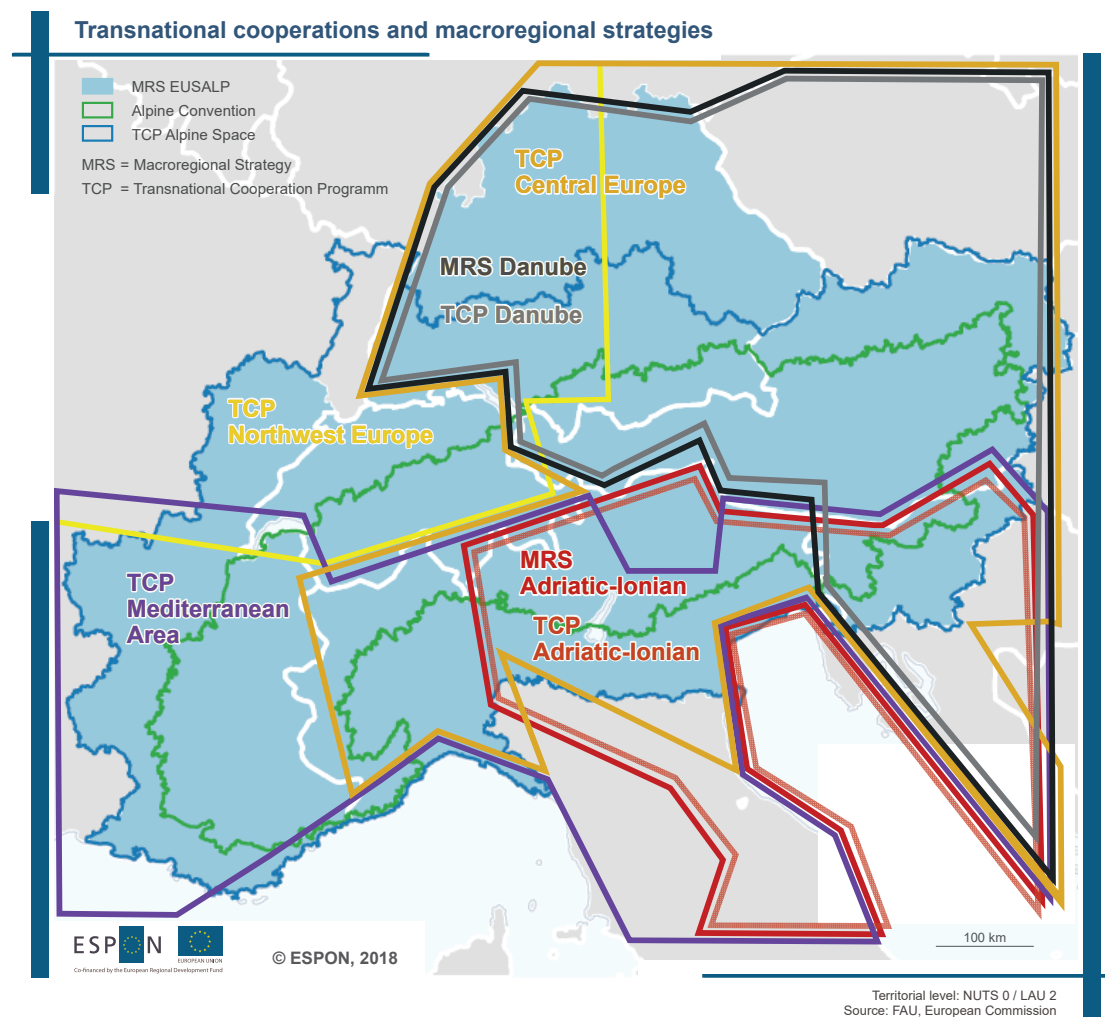 Transnational cooperations and macroregional strategies
MRS EUSALP
Alpine Convention
TCP Alpine Space
MRS = Macroregional Strategy
TCP = Transnational Cooperation Programm
TCP
Central Europe
MRS Danube
TCP Danube
TCP
Northwest Europe
MRS
Adriatic-Ionian
TCP
Mediterranean
Area
TCP
Adriatic-Ionian
ESPON
EUROPEAN UNION
Co-financed by the European Regional Development Fund
© ESPON, 2018
100 km
Territorial level: NUTS 0 / LAU 2
Source: FAU, European Commission